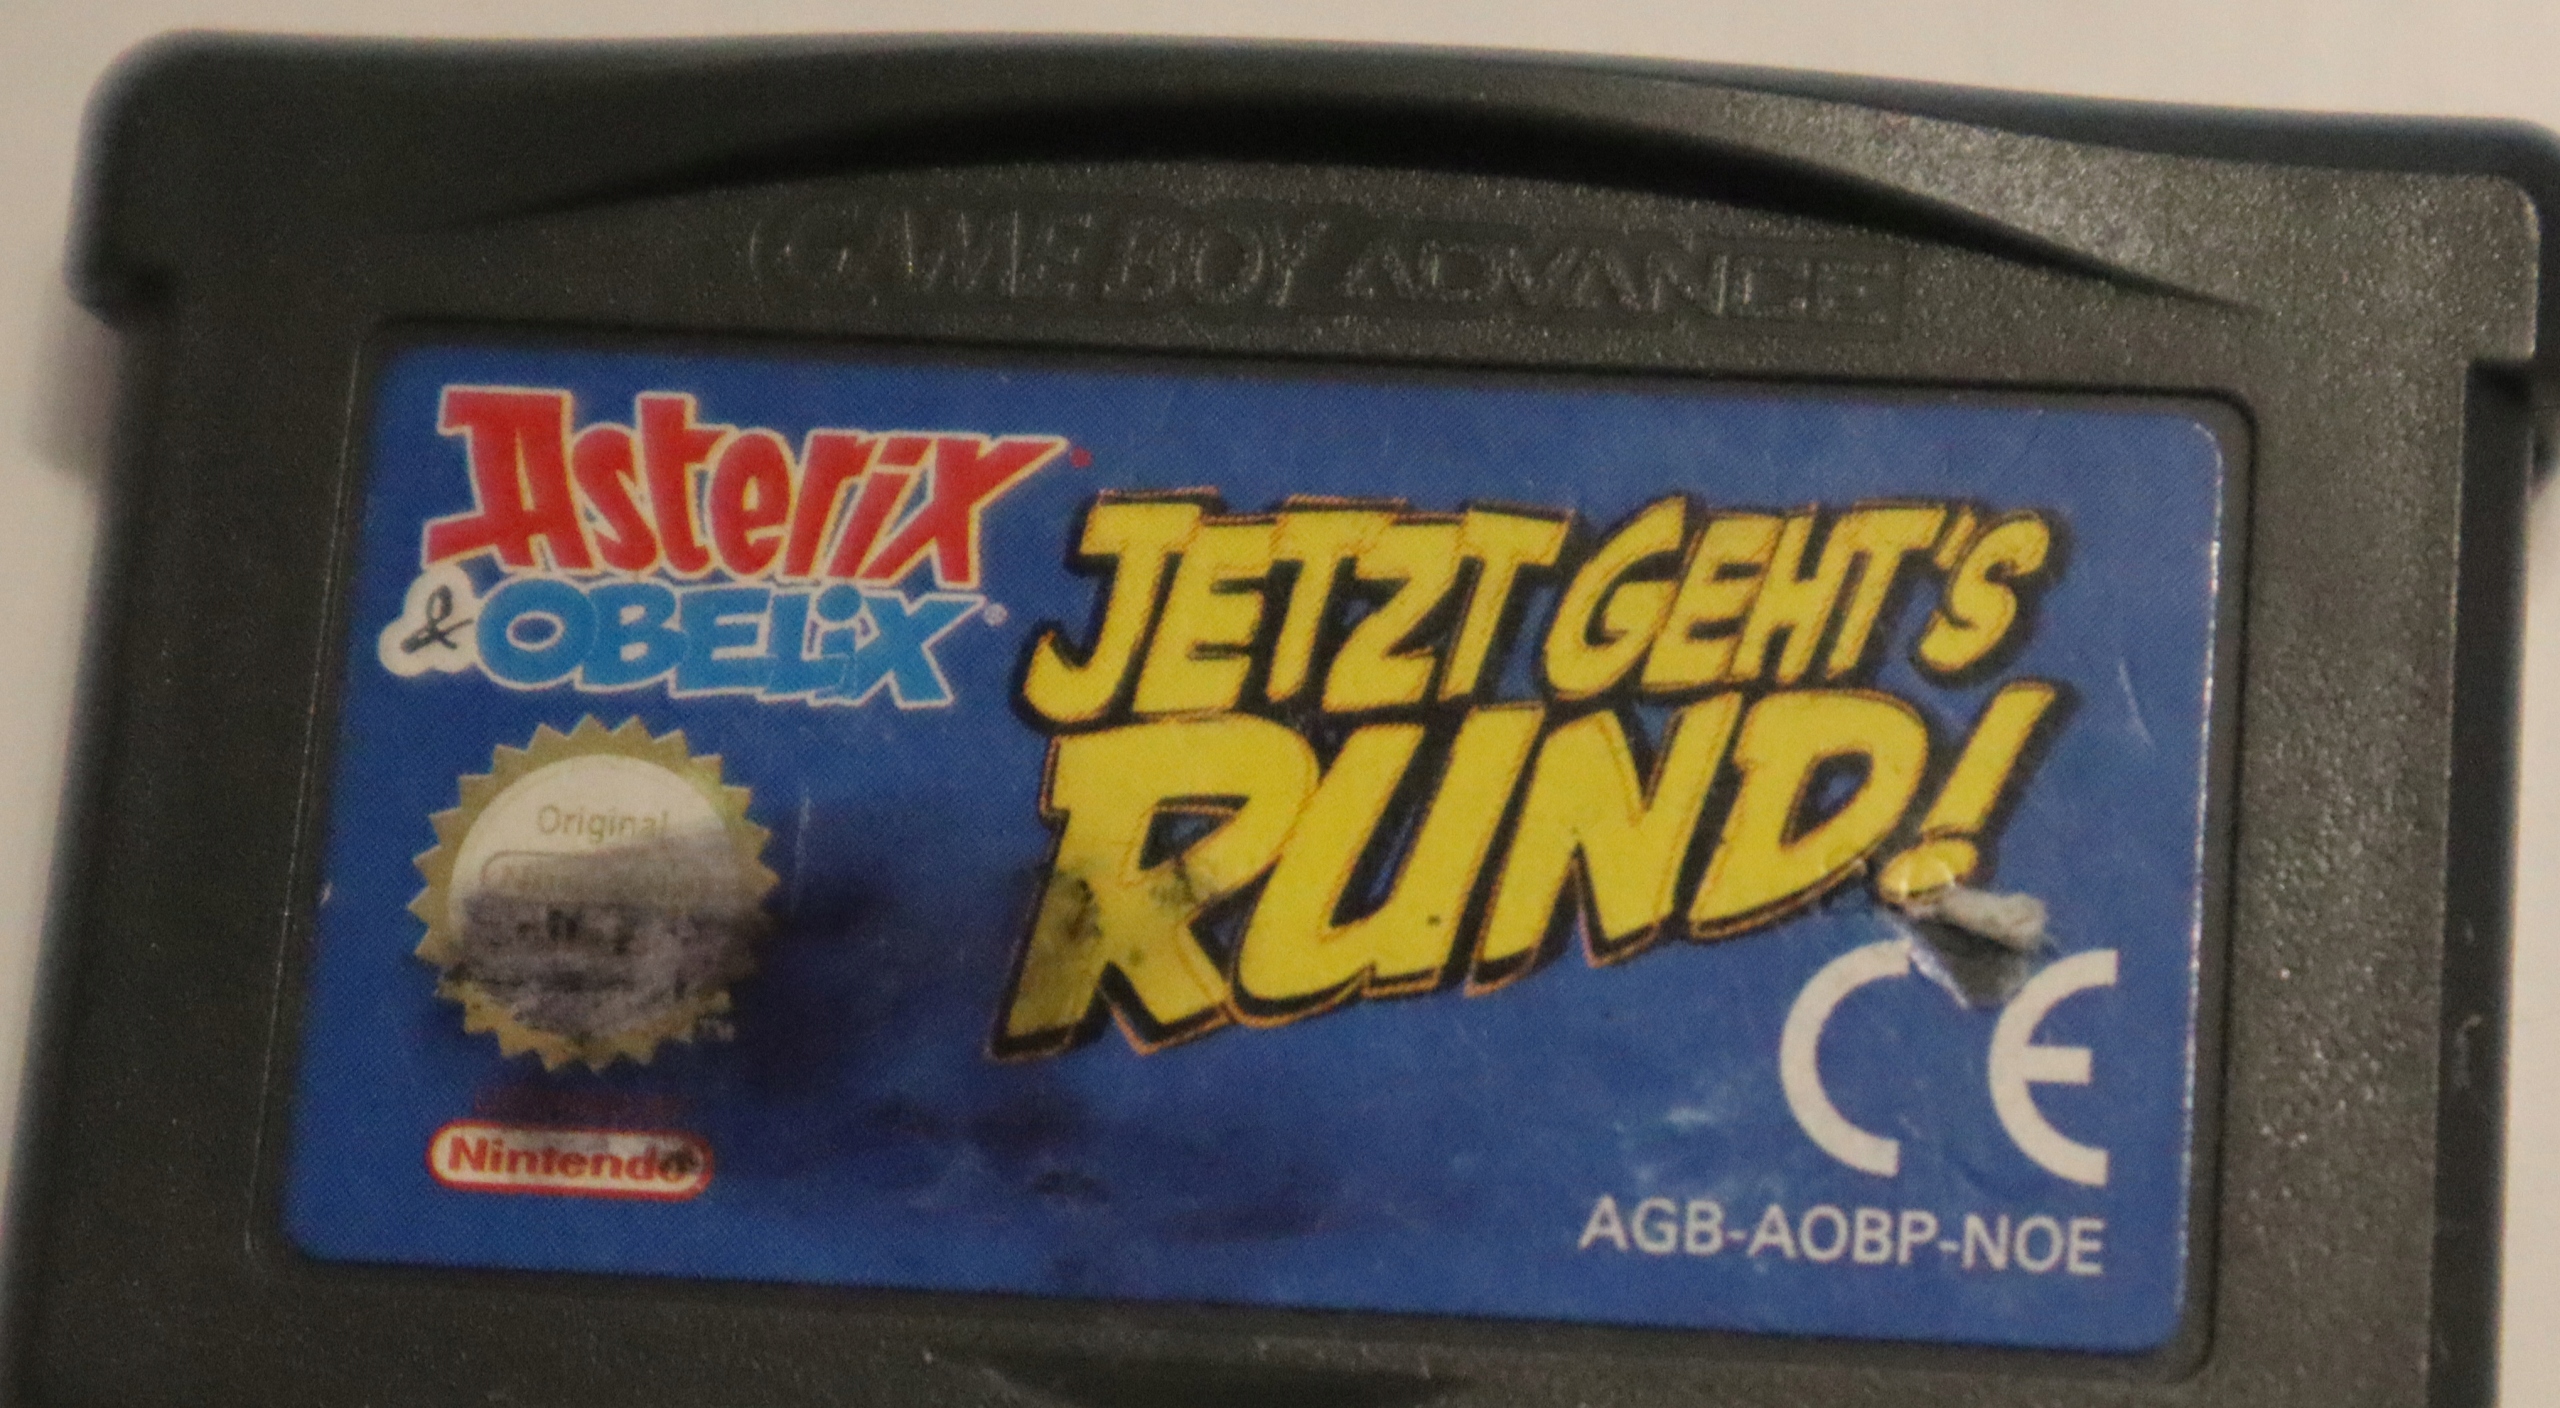 GAME BOY ADVANCE
Asterix
& OBELiX®
JETZT GEHT'S
RUND!
Original
Nintendo
CE
AGB-AOBP-NOE